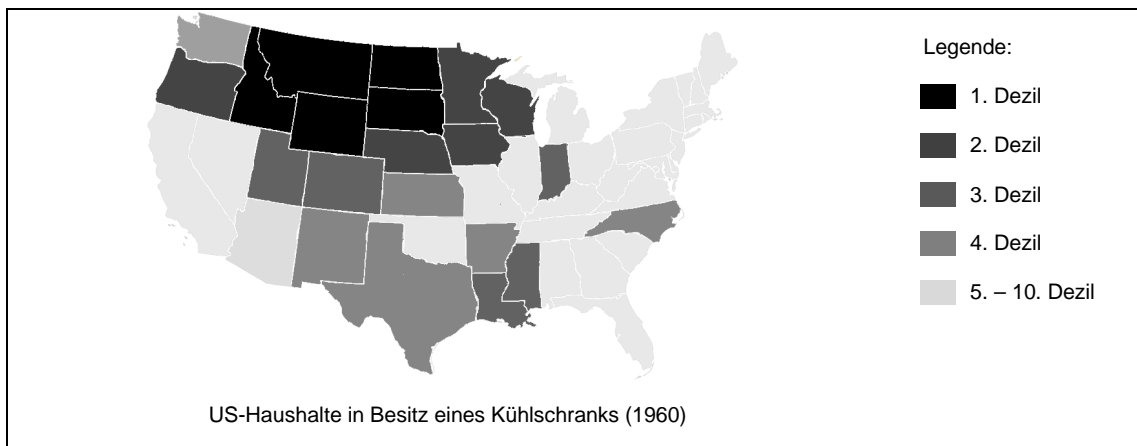 Legende:
1. Dezil
2. Dezil
3. Dezil
4. Dezil
5. – 10. Dezil
US-Haushalte in Besitz eines Kühlschranks (1960)